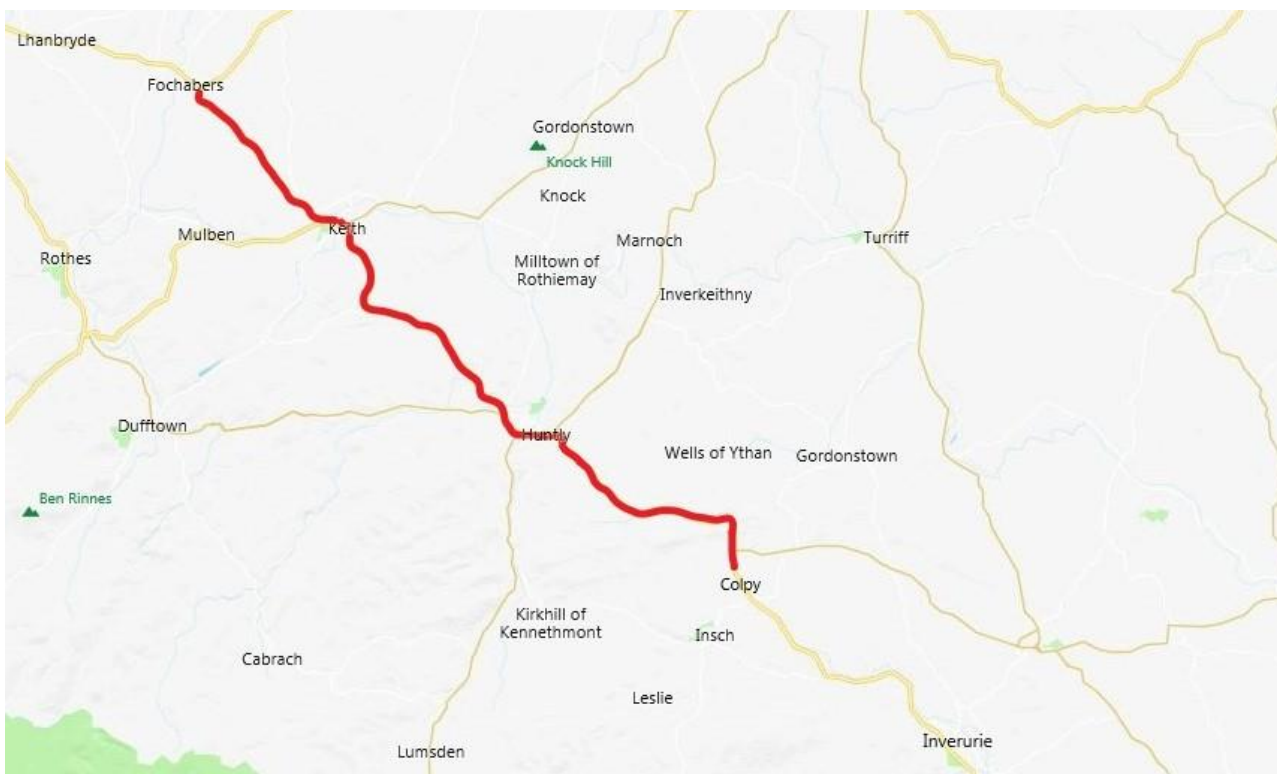 Lhanbryde
Fochabers
Gordonstown
Knock Hill
Knock
Keith
Mulben
Marnoch
Turriff
Rothes
Milltown of
Rothiemay
Inverkeithny
Dufftown
Huntly
Wells of Ythan
Gordonstown
Ben Rinnes
Colpy
Kirkhill of
Kennethmont
Insch
Cabrach
Leslie
Lumsden
Inverurie